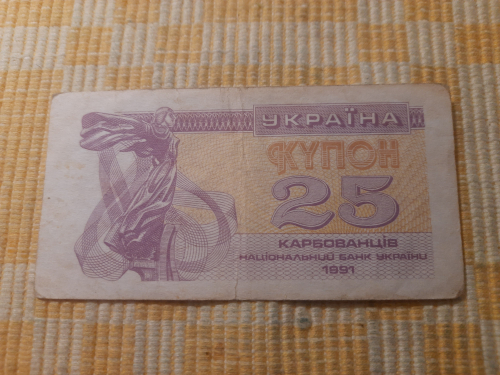 УКРАЇНА
КУПОН
25
КАРБОВАНЦІВ
НАЦІОНАЛЬНИЙ БАНК УКРАЇНИ
1991